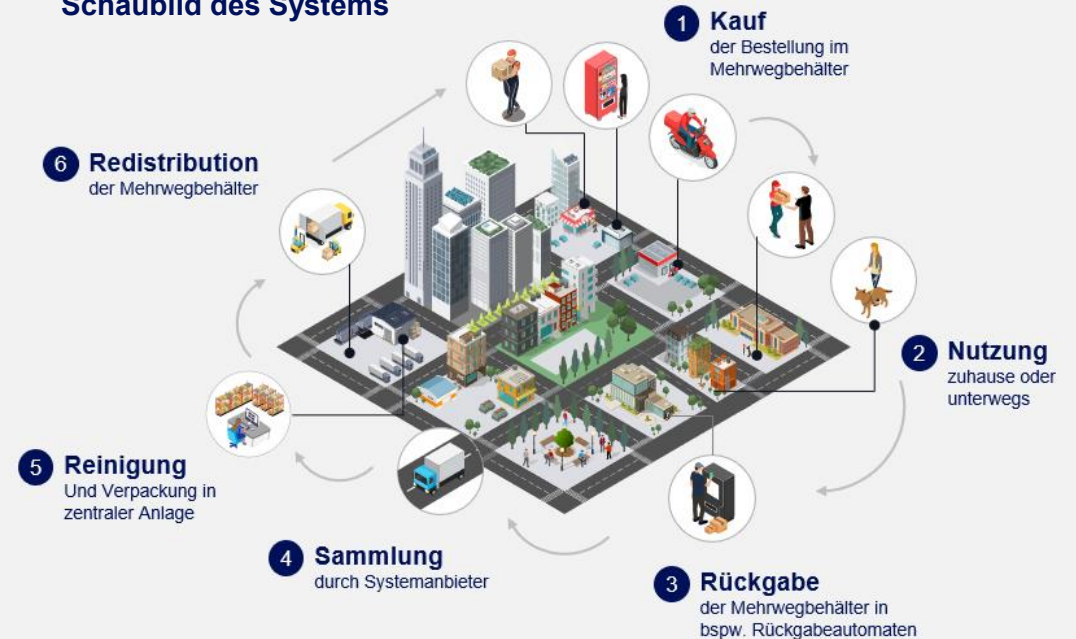 Schaubild des Systems
1 Kauf
der Bestellung im
Mehrwegbehälter
6 Redistribution
der Mehrwegbehälter
2 Nutzung
zuhause oder
unterwegs
5 Reinigung
Und Verpackung in
zentraler Anlage
4 Sammlung
durch Systemanbieter
3 Rückgabe
der Mehrwegbehälter in
bspw. Rückgabeautomaten